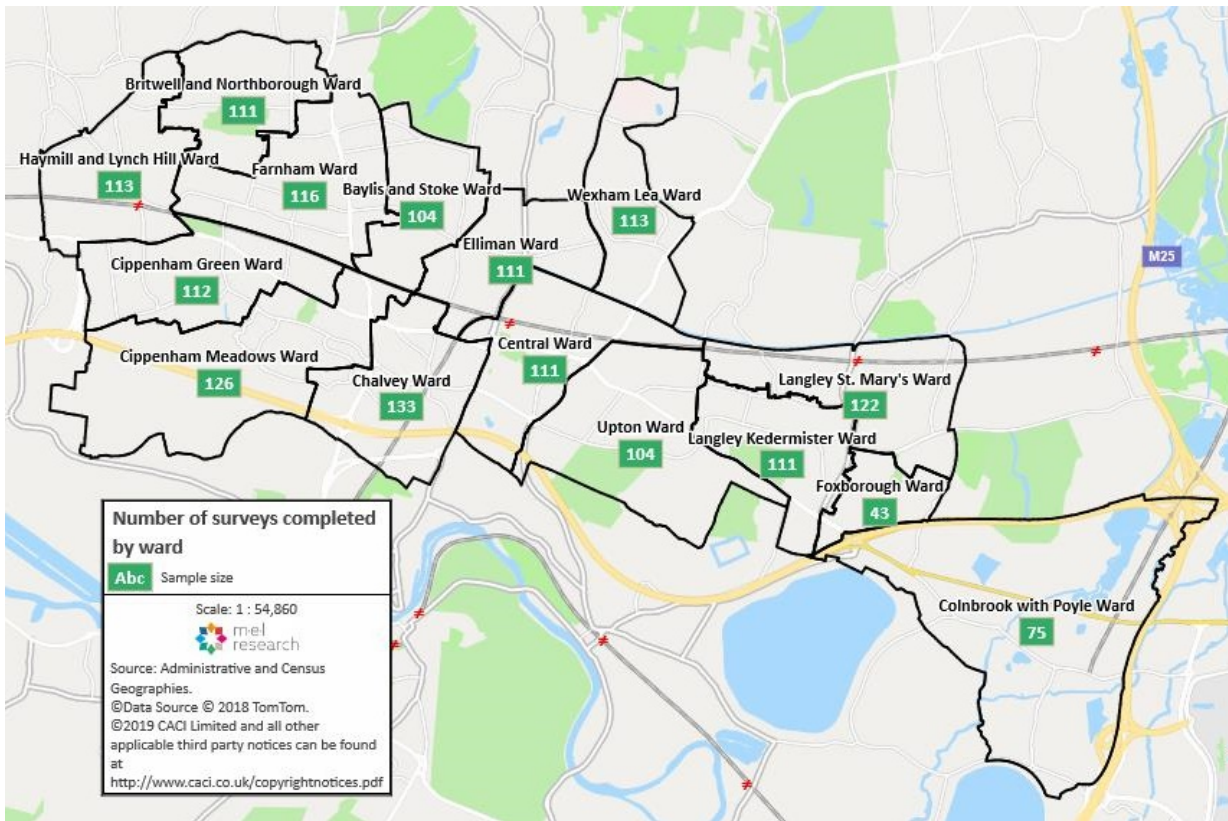 Britwell and Northborough Ward
111
Haymill and Lynch Hill Ward
113
Farnham Ward
116
Baylis and Stoke Ward
104
Wexham Lea Ward
113
Elliman Ward
111
Cippenham Green Ward
112
M25
Central Ward
111
Cippenham Meadows Ward
126
Chalvey Ward
133
Langley St. Mary's Ward
122
Upton Ward
104
Langley Kedermister Ward
111
Foxborough Ward
43
Colnbrook with Poyle Ward
75
Number of surveys completed
by ward
Abc Sample size
Scale: 1 : 54,860
m·e·l
research
Source: Administrative and Census
Geographies.
©Data Source © 2018 TomTom.
©2019 CACI Limited and all other
applicable third party notices can be found
at
http://www.caci.co.uk/copyrightnotices.pdf